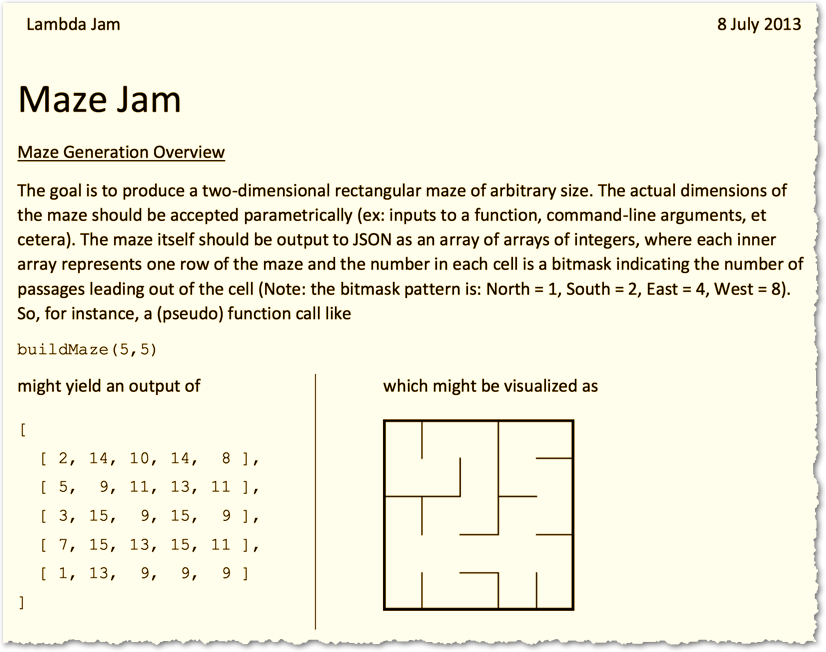 Lambda Jam 8 July 2013
Maze Jam
Maze Generation Overview
The goal is to produce a two-dimensional rectangular maze of arbitrary size. The actual dimensions of
the maze should be accepted parametrically (ex: inputs to a function, command-line arguments, et
cetera). The maze itself should be output to JSON as an array of arrays of integers, where each inner
array represents one row of the maze and the number in each cell is a bitmask indicating the number of
passages leading out of the cell (Note: the bitmask pattern is: North = 1, South = 2, East = 4, West = 8).
So, for instance, a (pseudo) function call like
buildMaze(5,5)
might yield an output of
[
[ 2, 14, 10, 14, 8 ],
[ 5, 9, 11, 13, 11 ],
[ 3, 15, 9, 15, 9 ],
[ 7, 15, 13, 15, 11 ],
[ 1, 13, 9, 9, 9 ]
]
which might be visualized as